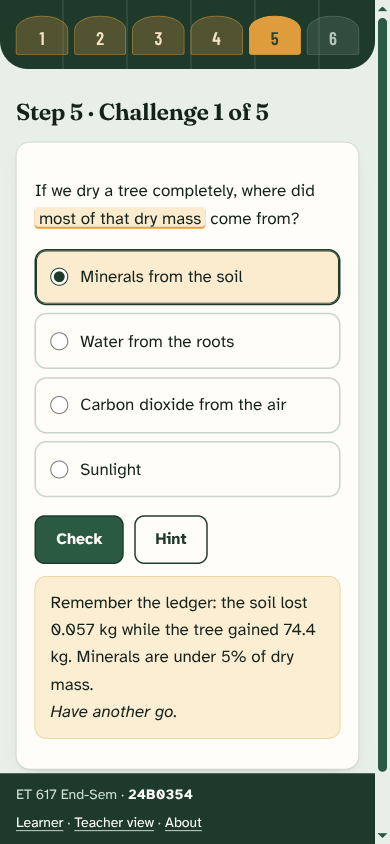 1 2 3 4 5 6
Step 5 · Challenge 1 of 5
If we dry a tree completely, where did
most of that dry mass come from?
Minerals from the soil
Water from the roots
Carbon dioxide from the air
Sunlight
Check Hint
Remember the ledger: the soil lost
0.057 kg while the tree gained 74.4
kg. Minerals are under 5% of dry
mass.
Have another go.
ET 617 End-Sem · 24B0354
Learner · Teacher view · About